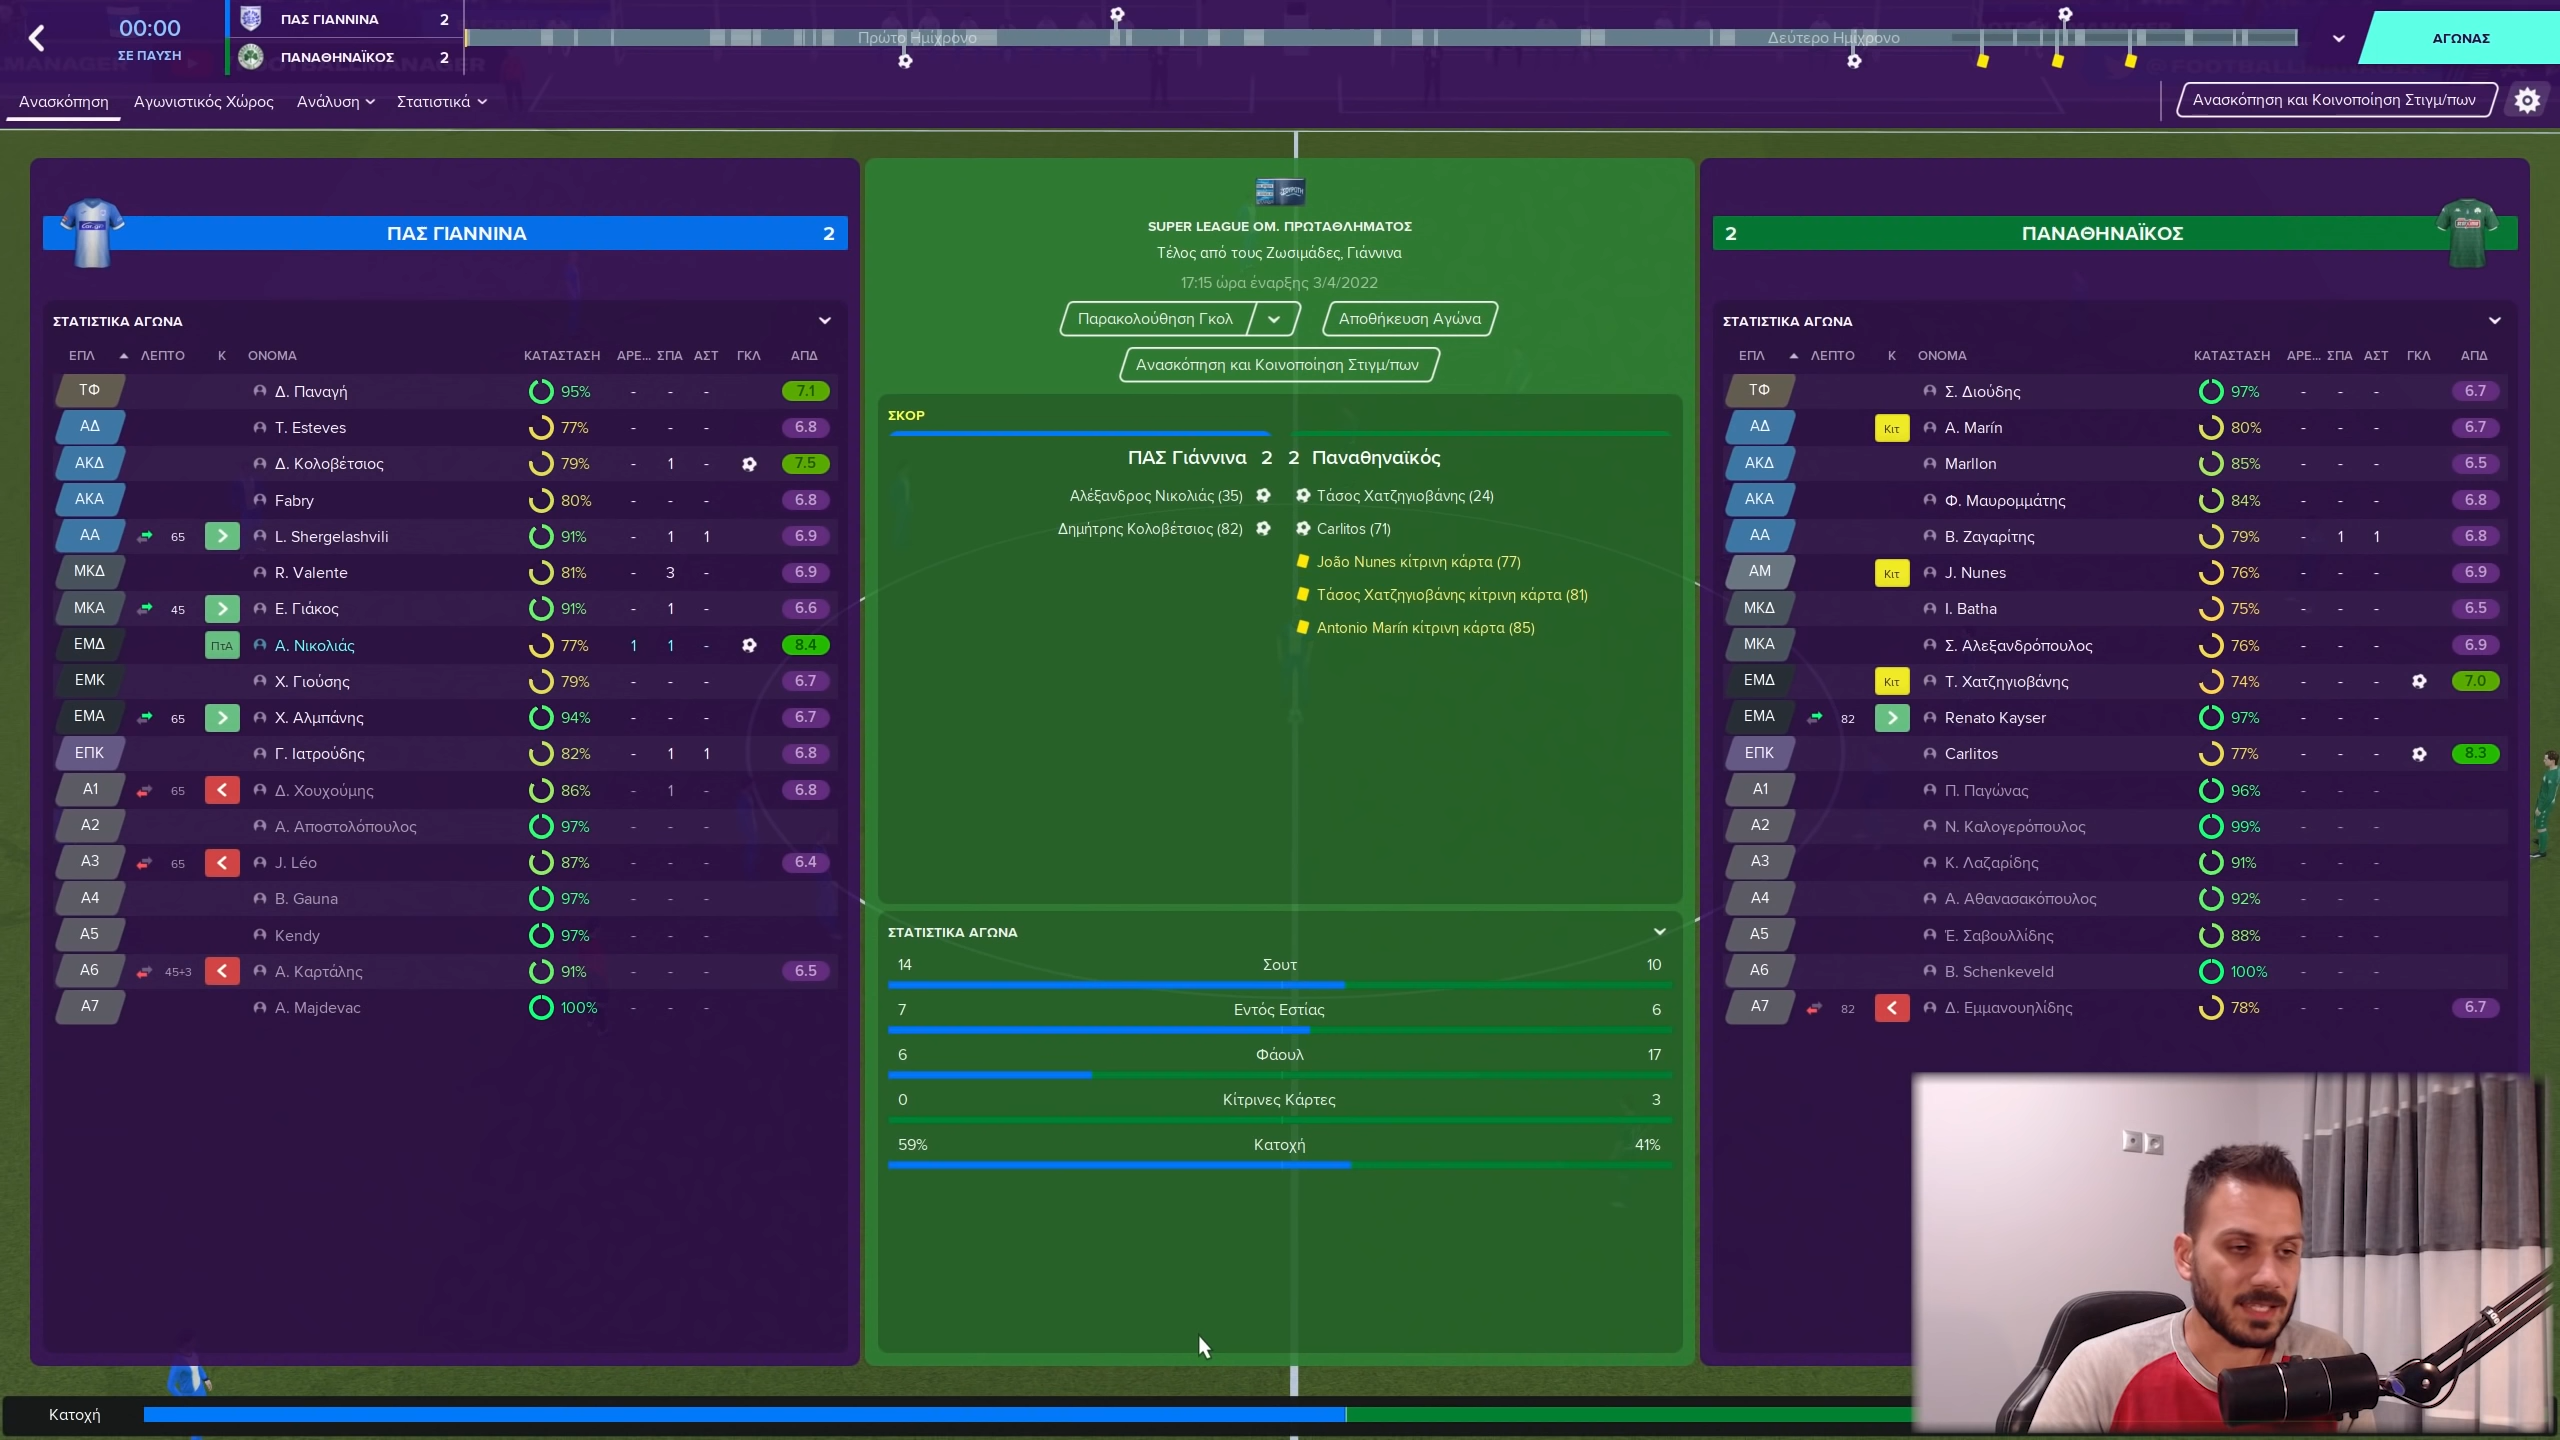 00:00
ΣΕ ΠΑΥΣΗ
ΠΑΣ ΓΙΑΝΝΙΝΑ 2
ΠΑΝΑΘΗΝΑΪΚΟΣ 2
Πρώτο Ημίχρονο
Δεύτερο Ημίχρονο
ΑΓΩΝΑΣ
Ανασκόπηση Αγωνιστικός Χώρος Ανάλυση Στατιστικά
Ανασκόπηση και Κοινοποίηση Στιγμ/πων
ΠΑΣ ΓΙΑΝΝΙΝΑ 2
ΣΤΑΤΙΣΤΙΚΑ ΑΓΩΝΑ
ΕΠΛ ΛΕΠΤΟ Κ ΟΝΟΜΑ ΚΑΤΑΣΤΑΣΗ ΑΡΕ... ΣΠΑ ΑΣΤ ΓΚΛ ΑΠΔ
ΤΦ Δ. Παναγή 95% - - - 7.1
ΑΔ T. Esteves 77% - - - 6.8
ΑΚΔ Δ. Κολοβέτσιος 79% - 1 - 7.5
ΑΚΑ Fabry 80% - - - 6.8
ΑΑ 65 L. Shergelashvili 91% - 1 1 6.9
ΜΚΔ R. Valente 81% - 3 - 6.9
ΜΚΑ 45 Ε. Γιάκος 91% - 1 - 6.6
ΕΜΔ ΠτΑ Α. Νικολιάς 77% 1 1 - 8.4
ΕΜΚ Χ. Γιούσης 79% - - - 6.7
ΕΜΑ 65 Χ. Αλμπάνης 94% - - - 6.7
ΕΠΚ Γ. Ιατρούδης 82% - 1 1 6.8
Α1 65 Δ. Χουχούμης 86% - 1 - 6.8
Α2 Α. Αποστολόπουλος 97% - - -
Α3 65 J. Léo 87% - - - 6.4
Α4 B. Gauna 97% - - -
Α5 Kendy 97% - - -
Α6 45+3 Α. Καρτάλης 91% - - - 6.5
Α7 A. Majdevac 100% - - -
SUPER LEAGUE ΟΜ. ΠΡΩΤΑΘΛΗΜΑΤΟΣ
Τέλος από τους Ζωσιμάδες, Γιάννινα
17:15 ώρα έναρξης 3/4/2022
Παρακολούθηση Γκολ Αποθήκευση Αγώνα
Ανασκόπηση και Κοινοποίηση Στιγμ/πων
ΣΚΟΡ
ΠΑΣ Γιάννινα 2 2 Παναθηναϊκός
Αλέξανδρος Νικολιάς (35) Τάσος Χατζηγιοβάνης (24)
Δημήτρης Κολοβέτσιος (82) Carlitos (71)
João Nunes κίτρινη κάρτα (77)
Τάσος Χατζηγιοβάνης κίτρινη κάρτα (81)
Antonio Marín κίτρινη κάρτα (85)
ΣΤΑΤΙΣΤΙΚΑ ΑΓΩΝΑ
14 Σουτ 10
7 Εντός Εστίας 6
6 Φάουλ 17
0 Κίτρινες Κάρτες 3
59% Κατοχή 41%
2 ΠΑΝΑΘΗΝΑΪΚΟΣ
ΣΤΑΤΙΣΤΙΚΑ ΑΓΩΝΑ
ΕΠΛ ΛΕΠΤΟ Κ ΟΝΟΜΑ ΚΑΤΑΣΤΑΣΗ ΑΡΕ... ΣΠΑ ΑΣΤ ΓΚΛ ΑΠΔ
ΤΦ Σ. Διούδης 97% - - - 6.7
ΑΔ Κιτ A. Marín 80% - - - 6.7
ΑΚΔ Marllon 85% - - - 6.5
ΑΚΑ Φ. Μαυρομμάτης 84% - - - 6.8
ΑΑ Β. Ζαγαρίτης 79% - 1 1 6.8
ΑΜ Κιτ J. Nunes 76% - - - 6.9
ΜΚΔ I. Batha 75% - - - 6.5
ΜΚΑ Σ. Αλεξανδρόπουλος 76% - - - 6.9
ΕΜΔ Κιτ Τ. Χατζηγιοβάνης 74% - - - 7.0
ΕΜΑ 82 Renato Kayser 97% - - - 
ΕΠΚ Carlitos 77% - - - 8.3
Α1 Π. Παγώνας 96% - - -
Α2 Ν. Καλογερόπουλος 99% - - -
Α3 Κ. Λαζαρίδης 91% - - -
Α4 Α. Αθανασακόπουλος 92% - - -
Α5 Έ. Σαβουλλίδης 88% - - -
Α6 B. Schenkeveld 100% - - -
Α7 82 Δ. Εμμανουηλίδης 78% - - - 6.7
Κατοχή